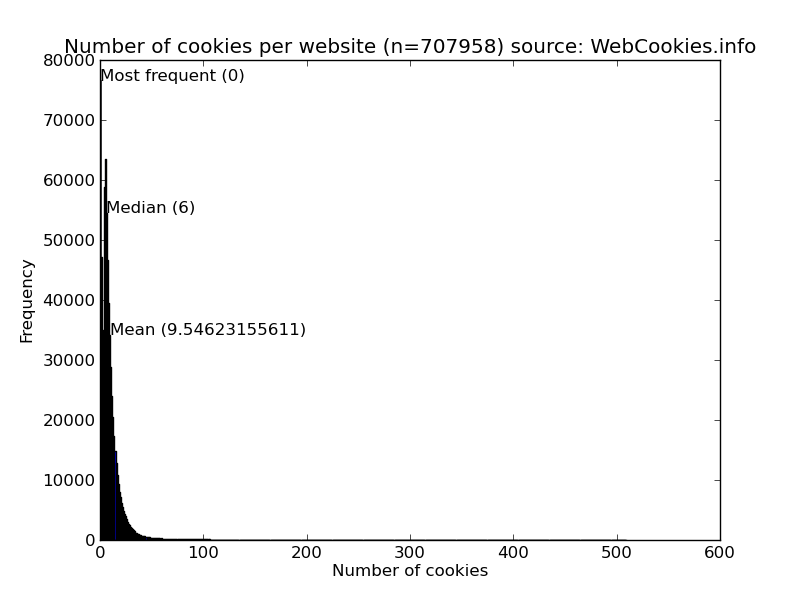 Number of cookies per website (n=707958) source: WebCookies.info
80000
Most frequent (0)
70000
60000
Median (6)
50000
40000
Mean (9.54623155611)
30000
20000
10000
0
Frequency
0 100 200 300 400 500 600
Number of cookies